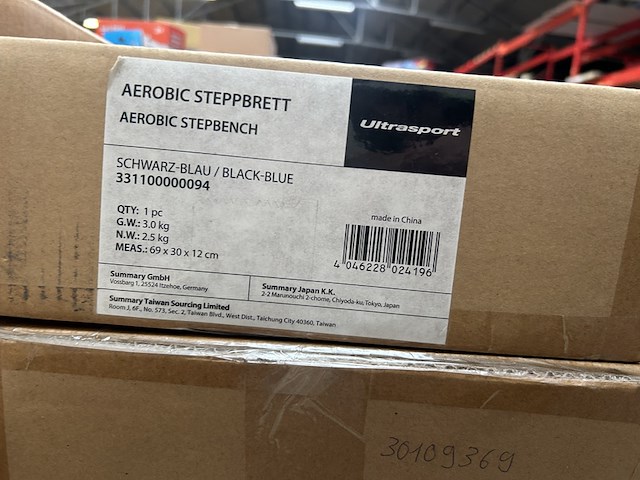 AEROBIC STEPPBRETT
AEROBIC STEPBENCH
Ultrasport
SCHWARZ-BLAU / BLACK-BLUE
331100000094
QTY: 1 pc
G.W.: 3.0 kg
N.W.: 2.5 kg
MEAS.: 69 x 30 x 12 cm
made in China
4 046228 024196
Summary GmbH
Vossbarg 1, 25524 Itzehoe, Germany
Summary Japan K.K.
2-2 Marunouchi 2-chome, Chiyoda-ku, Tokyo, Japan
Summary Taiwan Sourcing Limited
Room J, 6F., No. 573, Sec. 2, Taiwan Blvd., West Dist., Taichung City 40360, Taiwan
30109369